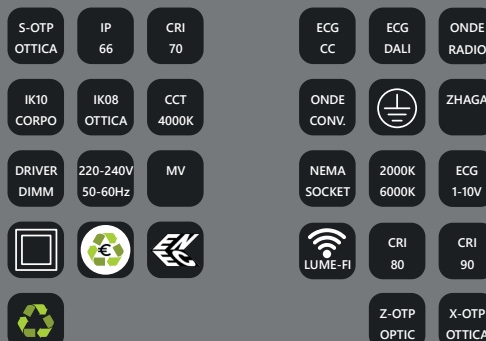 S-OTP
OTTICA
IP
66
CRI
70
ECG
CC
ECG
DALI
ONDE
RADIO
IK10
CORPO
IK08
OTTICA
CCT
4000K
ONDE
CONV.
ZHAGA
DRIVER
DIMM
220-240V
50-60Hz
MV
NEMA
SOCKET
2000K
6000K
ECG
1-10V
€
ENEC
LUME-FI
CRI
80
CRI
90
Z-OTP
OPTIC
X-OTP
OTTICA